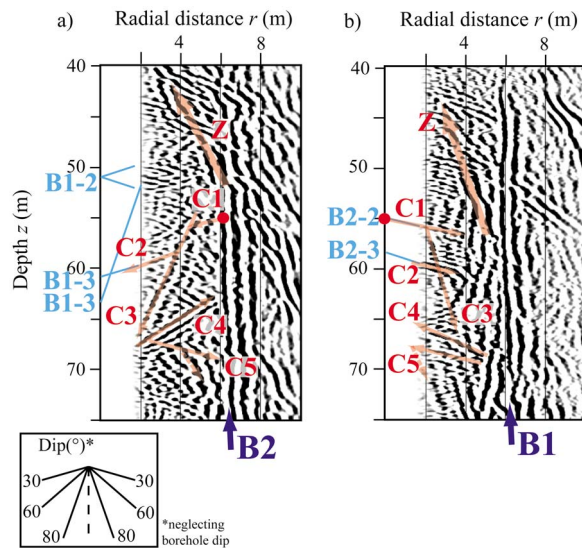 Radial distance r (m)
a)
4 8
40
50
60
70
Depth z (m)
Z
C1
C2
C3
C4
C5
B1-2
B1-3
B1-3
B2
Radial distance r (m)
b)
4 8
40
50
60
70
Z
C1
C2
C3
C4
C5
B2-2
B2-3
B1
Dip(°)*
30 30
60 60
80 80
*neglecting
borehole dip